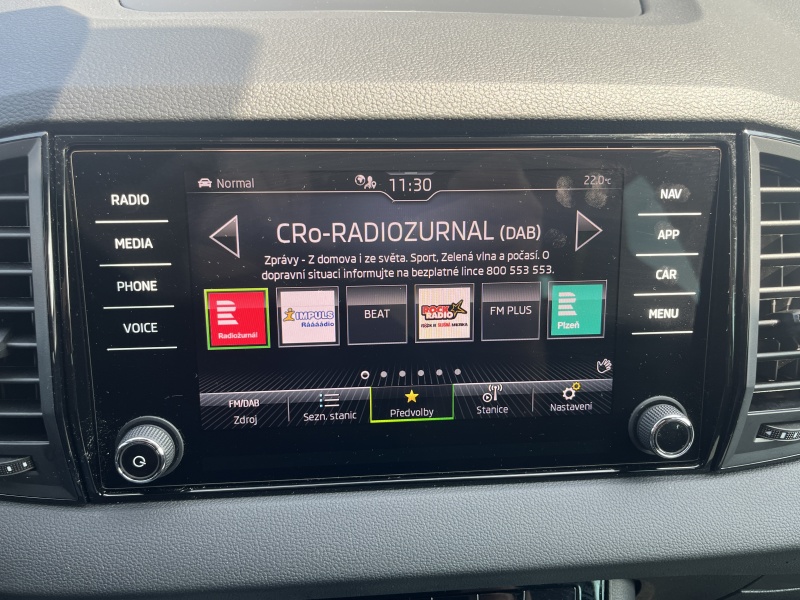 RADIO
MEDIA
PHONE
VOICE
Normal
11:30
22.0°C
CRo-RADIOZURNAL (DAB)
Zprávy - Z domova i ze světa. Sport, Zelená vlna a počasí. O
dopravní situaci informujte na bezplatné lince 800 553 553.
Radiožurnál
IMPULS
Ráááádio
BEAT
ROCK
RADIO
FM PLUS
Plzeň
FM/DAB
Zdroj
Sezn. stanic
Předvolby
Stanice
Nastavení
NAV
APP
CAR
MENU